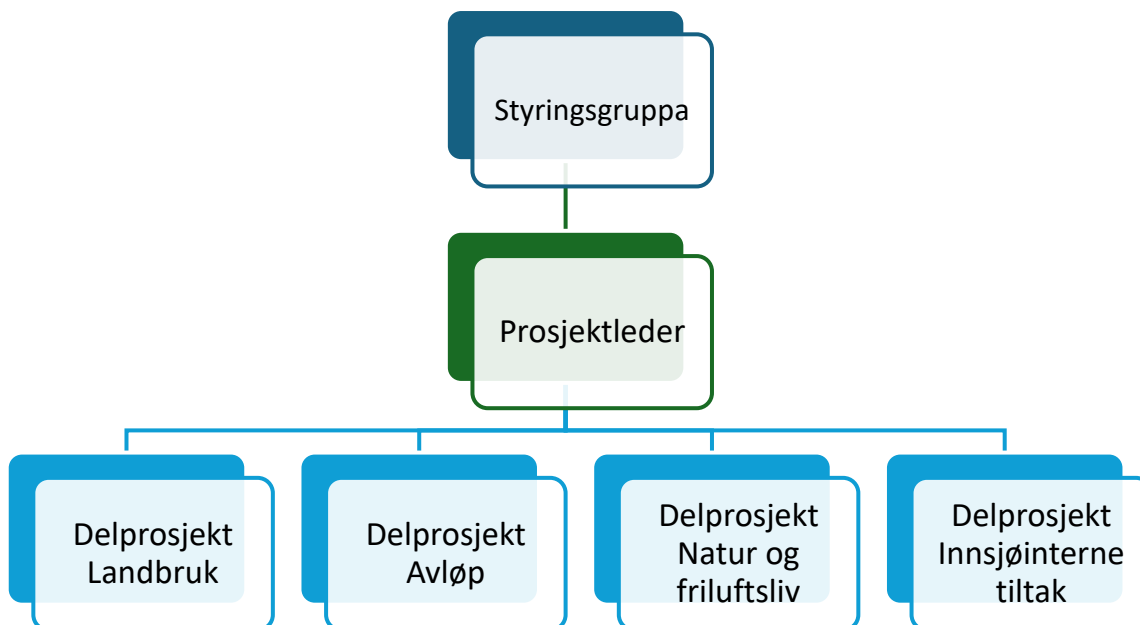 Styringsgruppa
Prosjektleder
Delprosjekt
Landbruk
Delprosjekt
Avløp
Delprosjekt
Natur og
friluftsliv
Delprosjekt
Innsjøinterne
tiltak